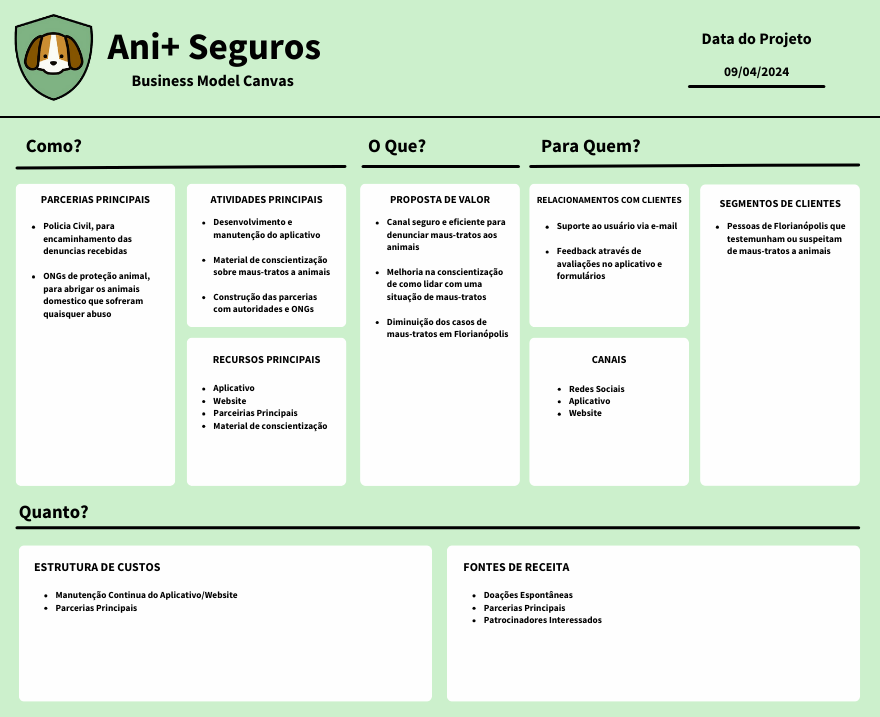 Ani+ Seguros
Business Model Canvas
Data do Projeto
09/04/2024
Como?
O Que?
Para Quem?
PARCERIAS PRINCIPAIS
• Policia Civil, para
encaminhamento das
denuncias recebidas
• ONGs de proteção animal,
para abrigar os animais
domestico que sofreram
quaisquer abuso
ATIVIDADES PRINCIPAIS
• Desenvolvimento e
manutenção do aplicativo
• Material de conscientização
sobre maus-tratos a animais
• Construção das parcerias
com autoridades e ONGs
RECURSOS PRINCIPAIS
• Aplicativo
• Website
• Parceirias Principais
• Material de conscientização
PROPOSTA DE VALOR
• Canal seguro e eficiente para
denunciar maus-tratos aos
animais
• Melhoria na conscientização
de como lidar com uma
situação de maus-tratos
• Diminuição dos casos de
maus-tratos em Florianópolis
RELACIONAMENTOS COM CLIENTES
• Suporte ao usuário via e-mail
• Feedback através de
avaliações no aplicativo e
formulários
CANAIS
• Redes Sociais
• Aplicativo
• Website
SEGMENTOS DE CLIENTES
• Pessoas de Florianópolis que
testemunham ou suspeitam
de maus-tratos a animais
Quanto?
ESTRUTURA DE CUSTOS
• Manutenção Continua do Aplicativo/Website
• Parcerias Principais
FONTES DE RECEITA
• Doações Espontâneas
• Parcerias Principais
• Patrocinadores Interessados